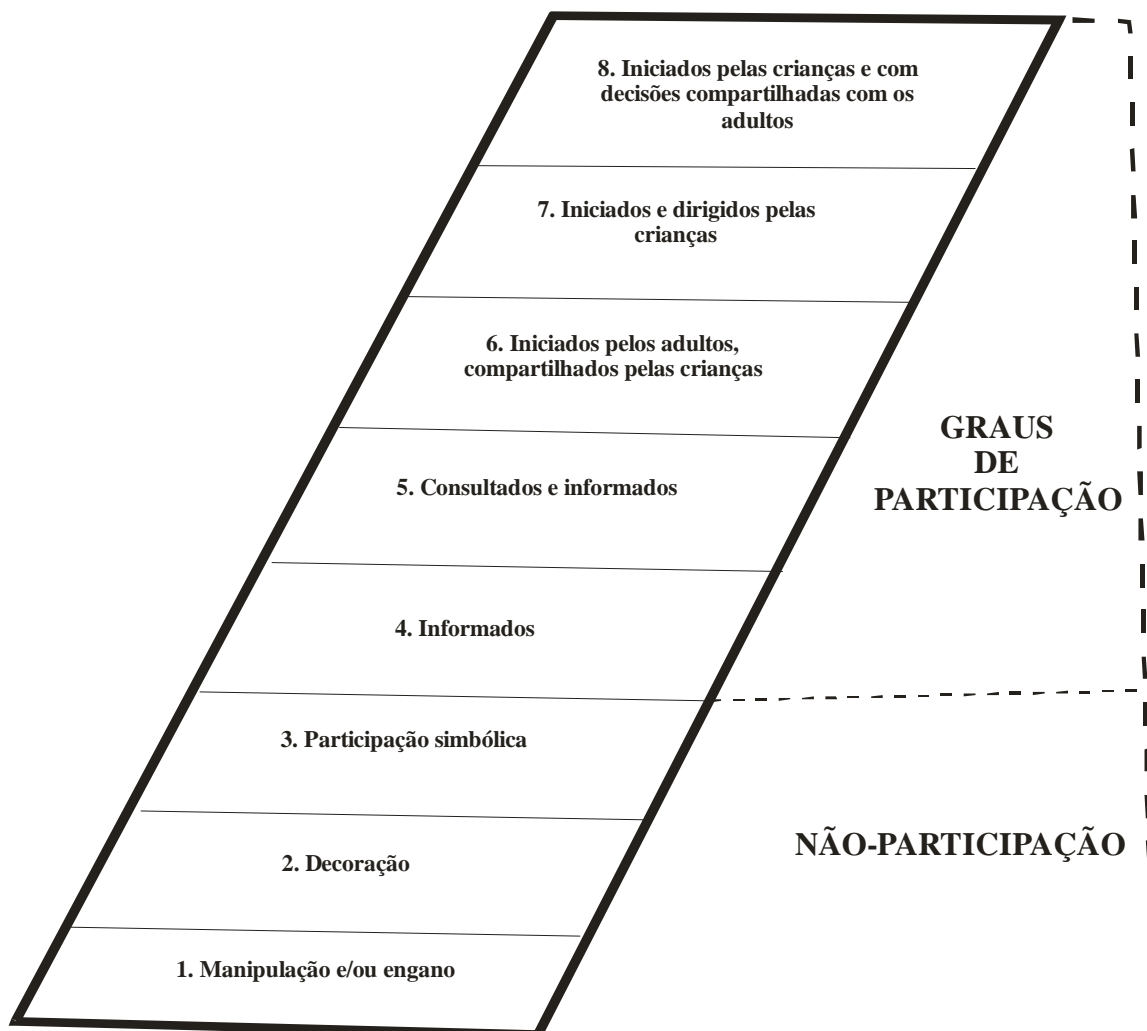 8. Iniciados pelas crianças e com
decisões compartilhadas com os
adultos
7. Iniciados e dirigidos pelas
crianças
6. Iniciados pelos adultos,
compartilhados pelas crianças
5. Consultados e informados
GRAUS
DE
PARTICIPAÇÃO
4. Informados
3. Participação simbólica
2. Decoração
NÃO-PARTICIPAÇÃO
1. Manipulação e/ou engano